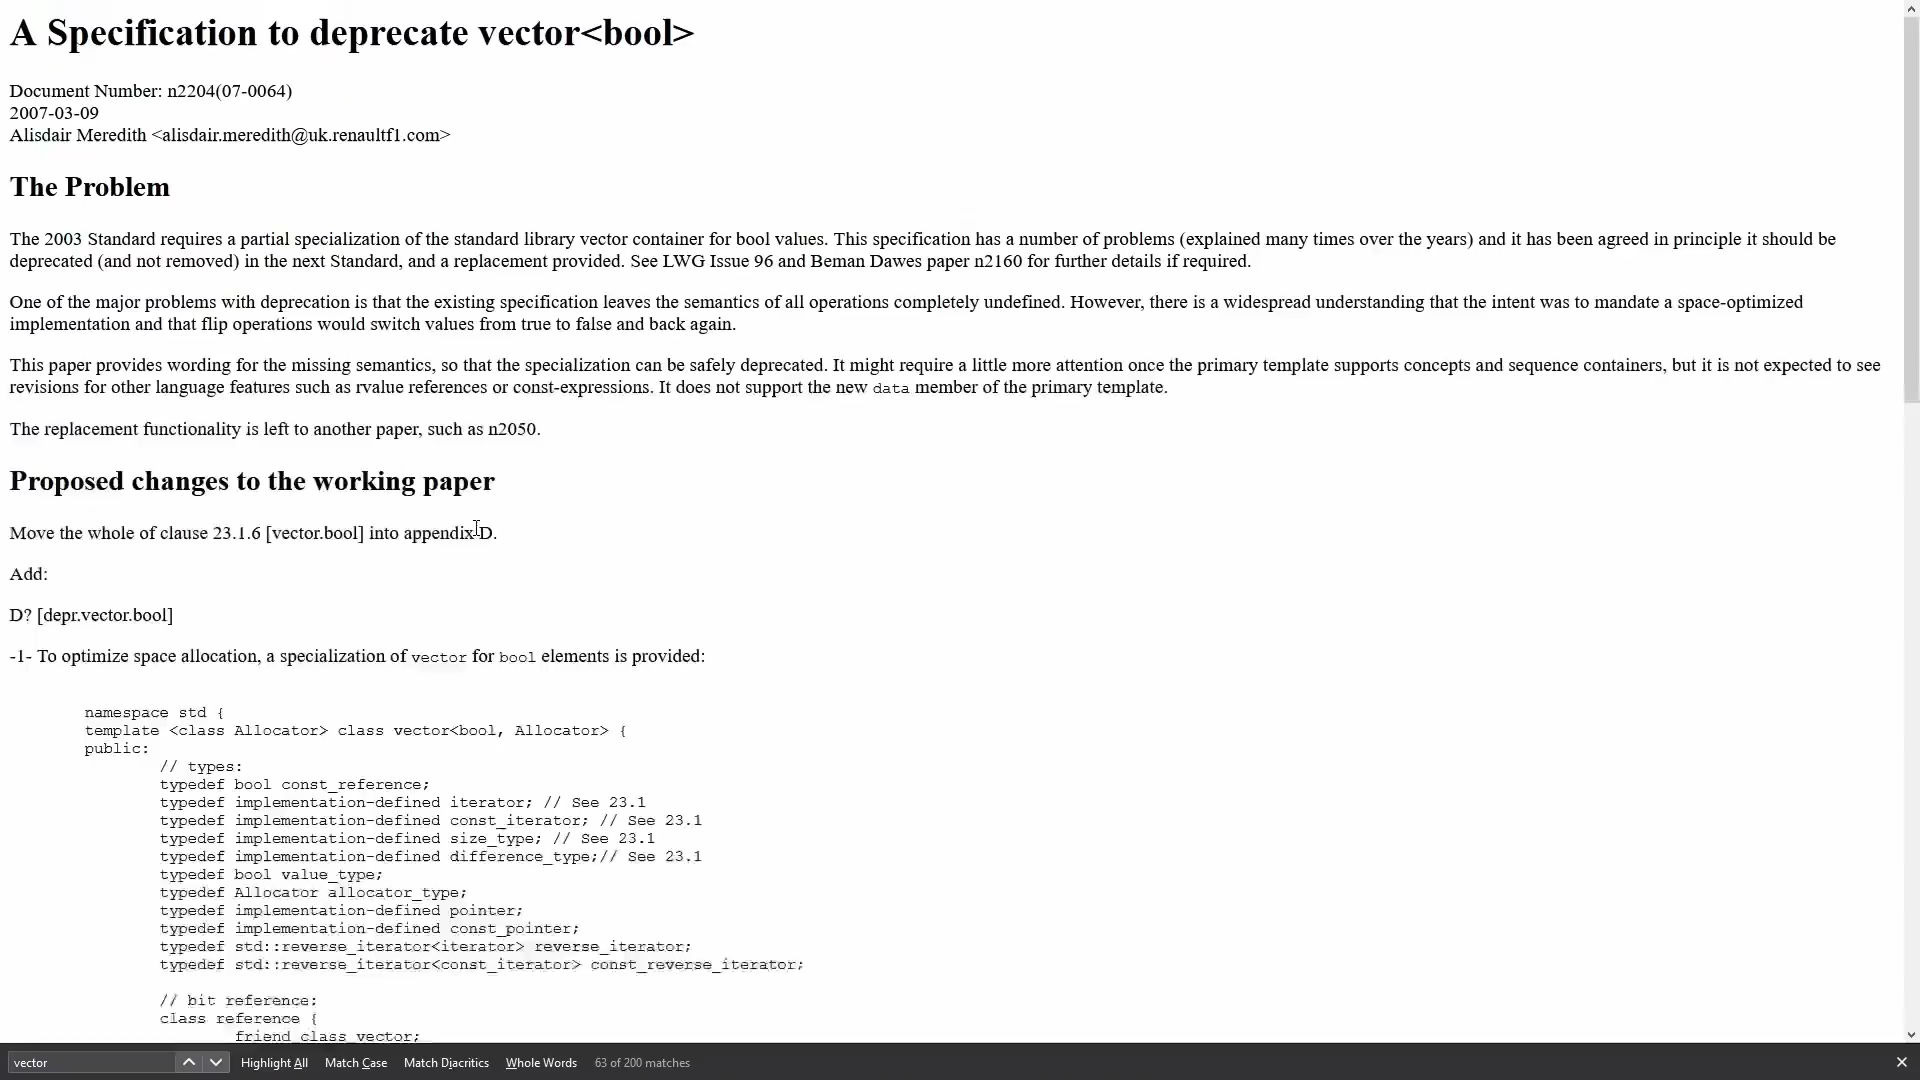 A Specification to deprecate vector<bool>
Document Number: n2204(07-0064)
2007-03-09
Alisdair Meredith <alisdair.meredith@uk.renaultf1.com>
The Problem
The 2003 Standard requires a partial specialization of the standard library vector container for bool values. This specification has a number of problems (explained many times over the years) and it has been agreed in principle it should be
deprecated (and not removed) in the next Standard, and a replacement provided. See LWG Issue 96 and Beman Dawes paper n2160 for further details if required.
One of the major problems with deprecation is that the existing specification leaves the semantics of all operations completely undefined. However, there is a widespread understanding that the intent was to mandate a space-optimized
implementation and that flip operations would switch values from true to false and back again.
This paper provides wording for the missing semantics, so that the specialization can be safely deprecated. It might require a little more attention once the primary template supports concepts and sequence containers, but it is not expected to see
revisions for other language features such as rvalue references or const-expressions. It does not support the new data member of the primary template.
The replacement functionality is left to another paper, such as n2050.
Proposed changes to the working paper
Move the whole of clause 23.1.6 [vector.bool] into appendix D.
Add:
D? [depr.vector.bool]
-1- To optimize space allocation, a specialization of vector for bool elements is provided:
namespace std {
template <class Allocator> class vector<bool, Allocator> {
public:
// types:
typedef bool const_reference;
typedef implementation-defined iterator; // See 23.1
typedef implementation-defined const_iterator; // See 23.1
typedef implementation-defined size_type; // See 23.1
typedef implementation-defined difference_type;// See 23.1
typedef bool value_type;
typedef Allocator allocator_type;
typedef implementation-defined pointer;
typedef implementation-defined const_pointer;
typedef std::reverse_iterator<iterator> reverse_iterator;
typedef std::reverse_iterator<const_iterator> const_reverse_iterator;
// bit reference:
class reference {
friend class vector;
vector Highlight All Match Case Match Diacritics Whole Words 63 of 200 matches